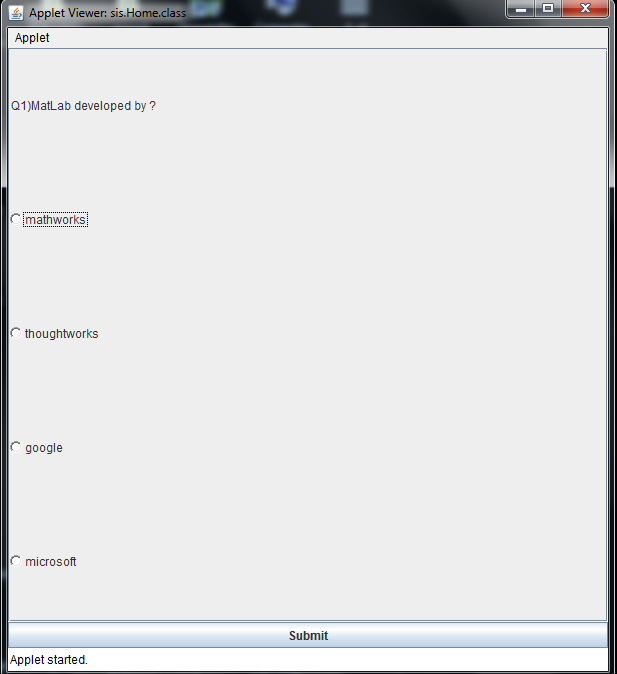 Applet Viewer: sis.Home.class
Applet
Q1)MatLab developed by ?
mathworks
thoughtworks
google
microsoft
Submit
Applet started.